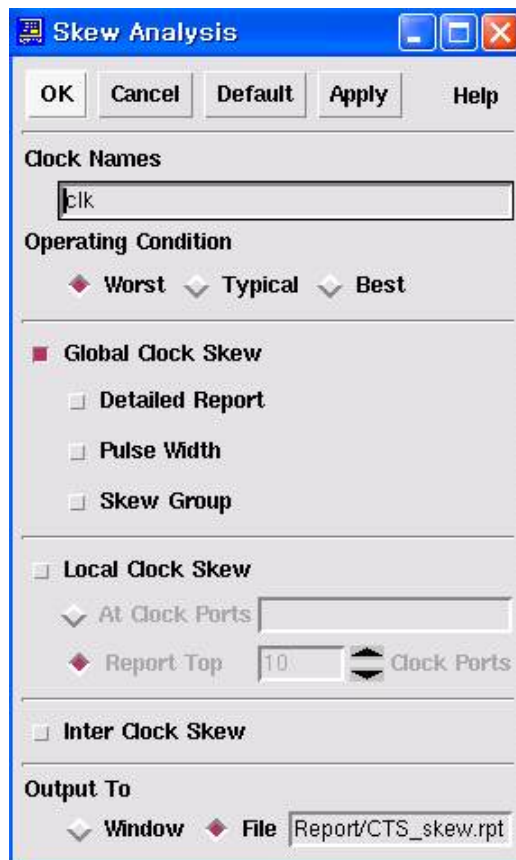 Skew Analysis
OK Cancel Default Apply Help
Clock Names
clk
Operating Condition
Worst Typical Best
Global Clock Skew
Detailed Report
Pulse Width
Skew Group
Local Clock Skew
At Clock Ports
Report Top 10 Clock Ports
Inter Clock Skew
Output To
Window File Report/CTS_skew.rpt